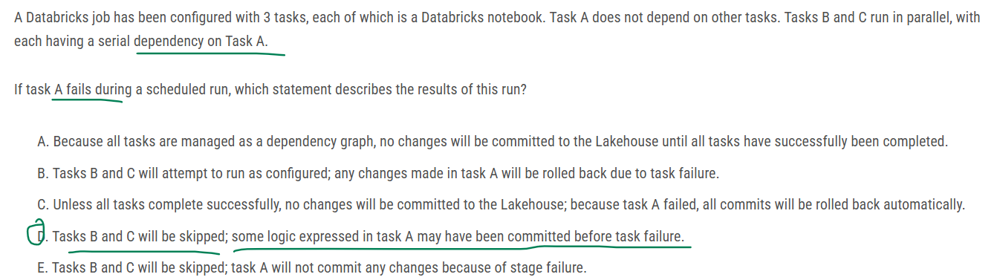 A Databricks job has been configured with 3 tasks, each of which is a Databricks notebook. Task A does not depend on other tasks. Tasks B and C run in parallel, with
each having a serial dependency on Task A.
If task A fails during a scheduled run, which statement describes the results of this run?
A. Because all tasks are managed as a dependency graph, no changes will be committed to the Lakehouse until all tasks have successfully been completed.
B. Tasks B and C will attempt to run as configured; any changes made in task A will be rolled back due to task failure.
C. Unless all tasks complete successfully, no changes will be committed to the Lakehouse; because task A failed, all commits will be rolled back automatically.
D. Tasks B and C will be skipped; some logic expressed in task A may have been committed before task failure.
E. Tasks B and C will be skipped; task A will not commit any changes because of stage failure.